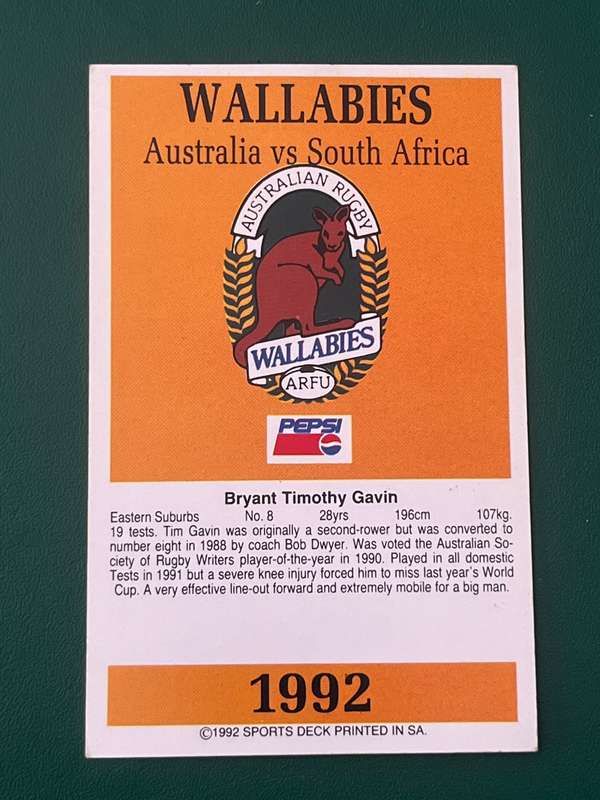 WALLABIES
Australia vs South Africa
AUSTRALIAN RUGBY
WALLABIES
ARFU
PEPSI
Bryant Timothy Gavin
Eastern Suburbs No. 8 28yrs 196cm 107kg.
19 tests. Tim Gavin was originally a second-rower but was converted to
number eight in 1988 by coach Bob Dwyer. Was voted the Australian So-
ciety of Rugby Writers player-of-the-year in 1990. Played in all domestic
Tests in 1991 but a severe knee injury forced him to miss last year's World
Cup. A very effective line-out forward and extremely mobile for a big man.
1992
©1992 SPORTS DECK PRINTED IN SA.